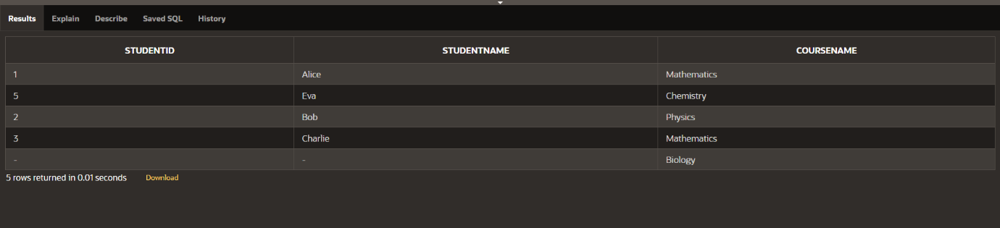 Results Explain Describe Saved SQL History
STUDENTID STUDENTNAME COURSENAME
1 Alice Mathematics
5 Eva Chemistry
2 Bob Physics
3 Charlie Mathematics
- - Biology
5 rows returned in 0.01 seconds Download